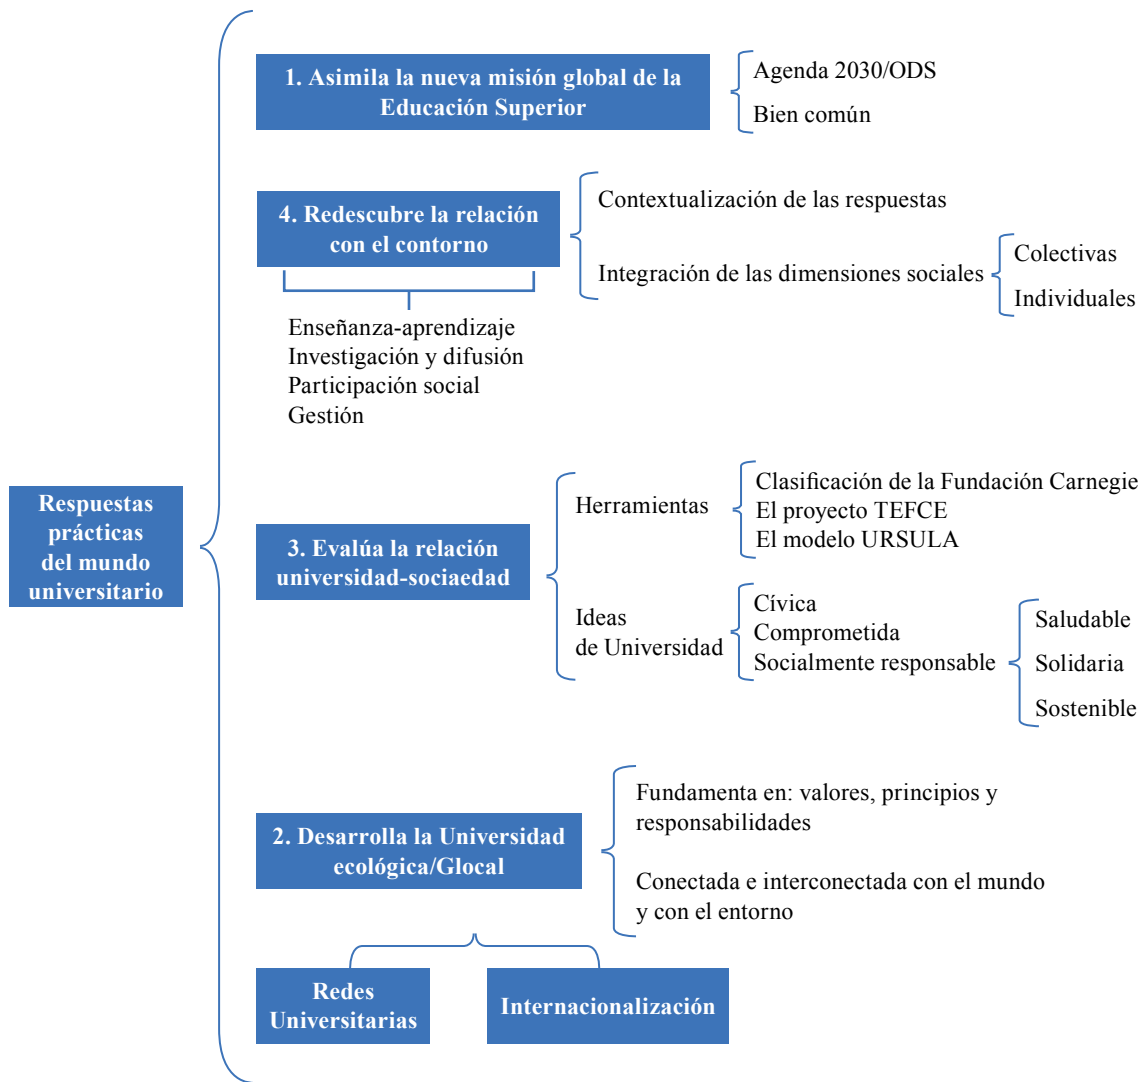 Respuestas
prácticas
del mundo
universitario
1. Asimila la nueva misión global de la
Educación Superior
Agenda 2030/ODS
Bien común
4. Redescubre la relación
con el contorno
Contextualización de las respuestas
Integración de las dimensiones sociales
Colectivas
Individuales
Enseñanza-aprendizaje
Investigación y difusión
Participación social
Gestión
3. Evalúa la relación
universidad-sociaedad
Herramientas
Clasificación de la Fundación Carnegie
El proyecto TEFCE
El modelo URSULA
Ideas
de Universidad
Cívica
Comprometida
Socialmente responsable
Saludable
Solidaria
Sostenible
2. Desarrolla la Universidad
ecológica/Glocal
Fundamenta en: valores, principios y
responsabilidades
Conectada e interconectada con el mundo
y con el entorno
Redes
Universitarias
Internacionalización